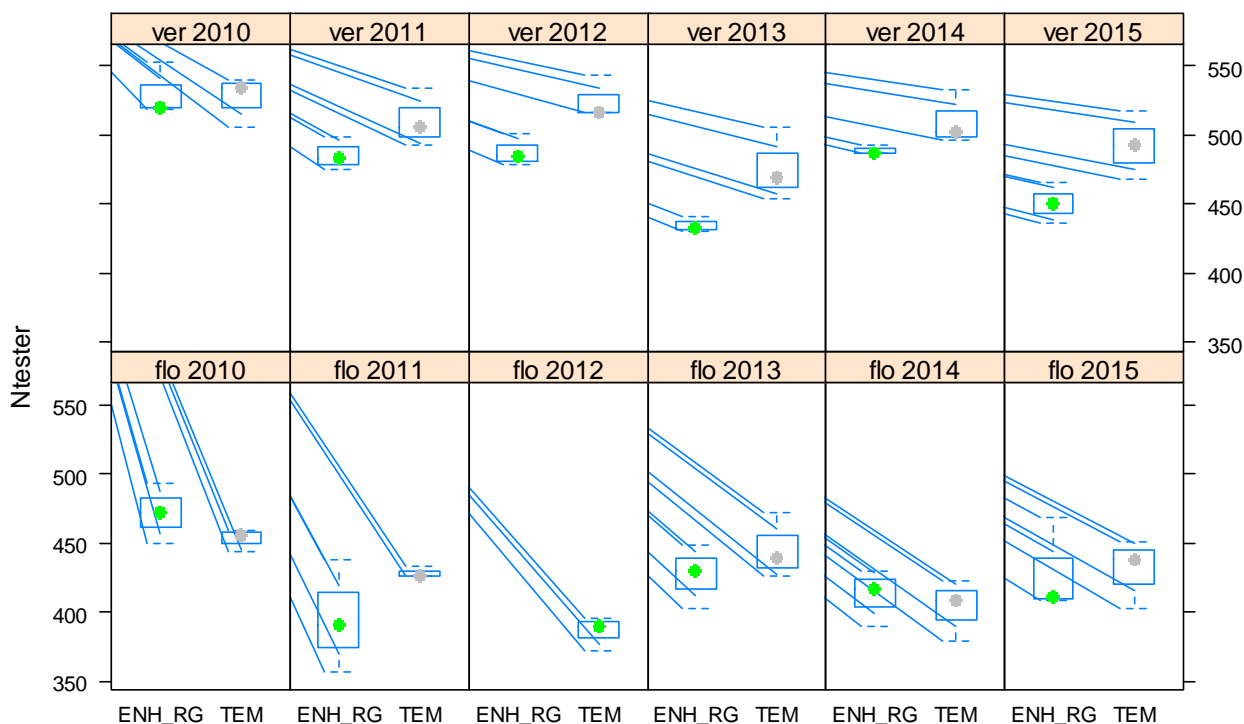 ver 2010 ver 2011 ver 2012 ver 2013 ver 2014 ver 2015
550
500
450
400
350
Ntester
flo 2010 flo 2011 flo 2012 flo 2013 flo 2014 flo 2015
550
500
450
400
350
ENH_RG TEM ENH_RG TEM ENH_RG TEM ENH_RG TEM ENH_RG TEM ENH_RG TEM